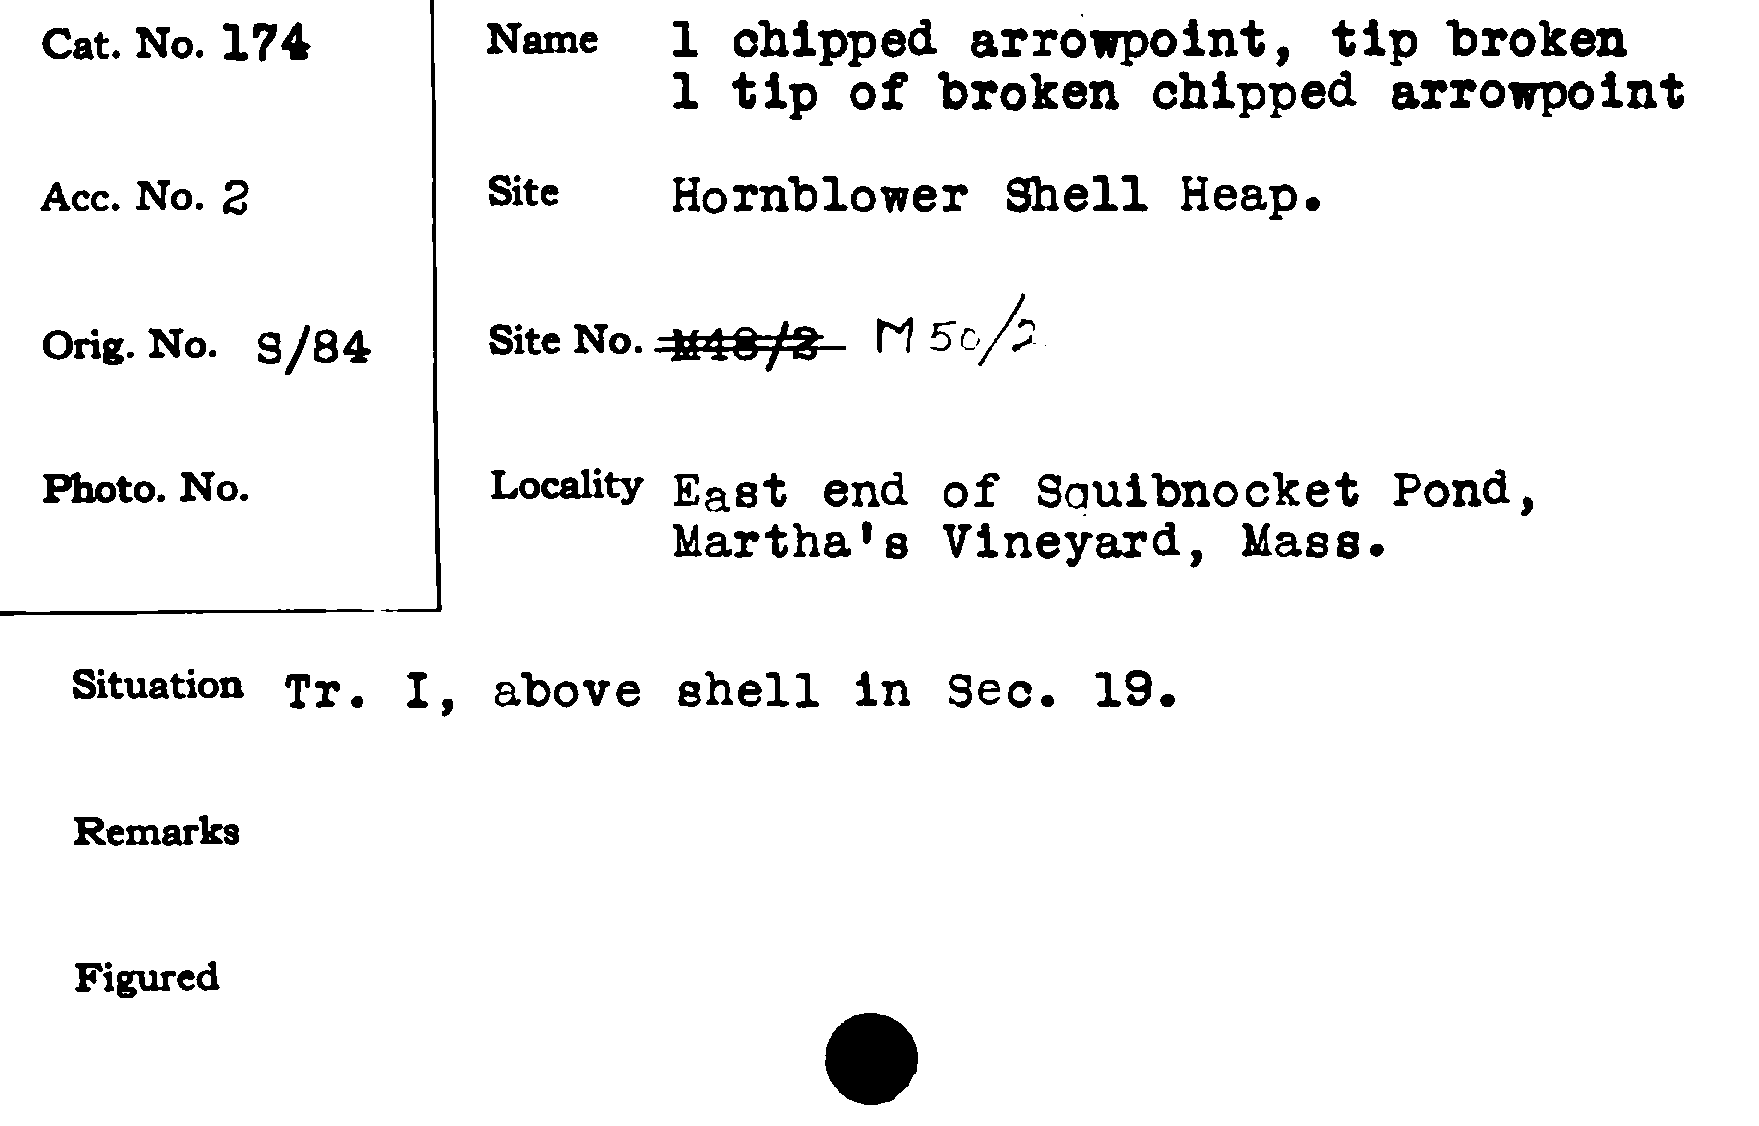 Cat. No. 174
Name 1 chipped arrowpoint, tip broken
1 tip of broken chipped arrowpoint
Acc. No. 2
Site Hornblower Shell Heap.
Orig. No. S/84
Site No. M48/2 M50/2
Photo. No.
Locality East end of Squibnocket Pond,
Martha's Vineyard, Mass.
Situation Tr. I, above shell in Sec. 19.
Remarks
Figured